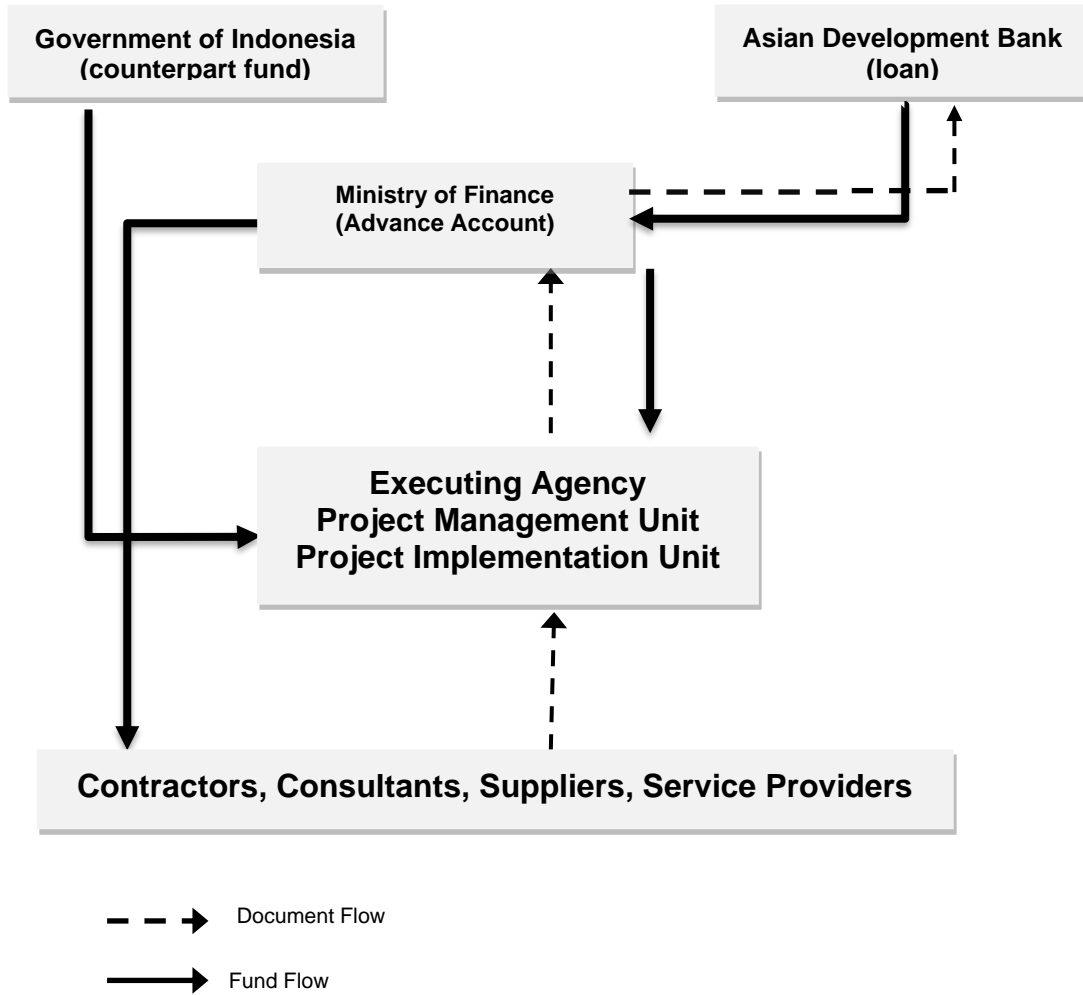 Government of Indonesia
(counterpart fund)
Asian Development Bank
(loan)
Ministry of Finance
(Advance Account)
Executing Agency
Project Management Unit
Project Implementation Unit
Contractors, Consultants, Suppliers, Service Providers
Document Flow
Fund Flow